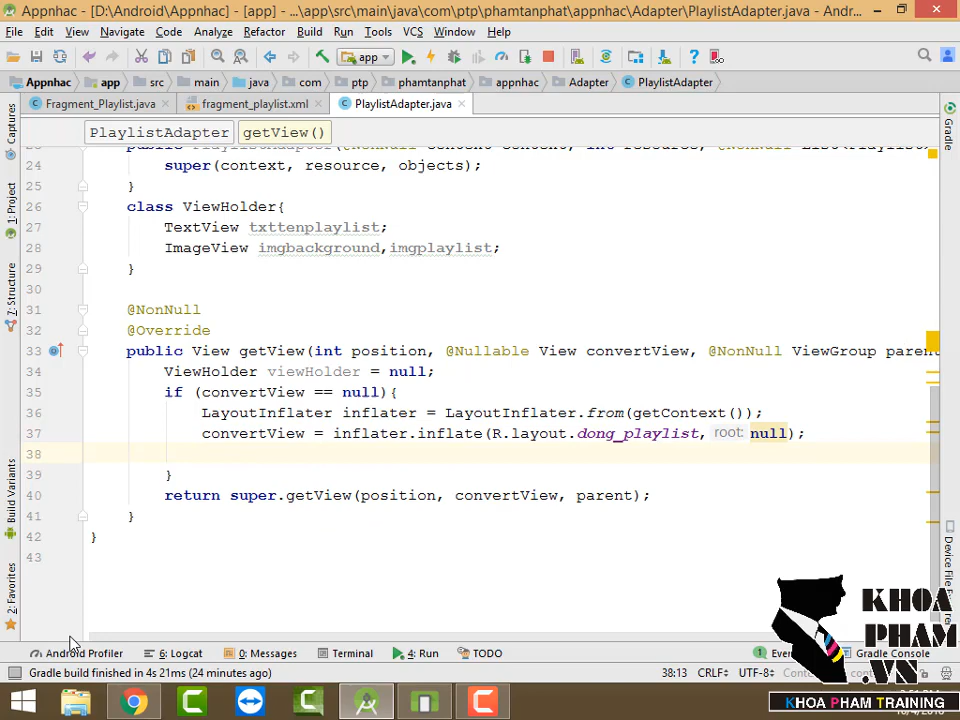 Appnhac - [D:\Android\Appnhac] - [app] - ...\app\src\main\java\com\ptp\phamtanphat\appnhac\Adapter\PlaylistAdapter.java - Andr...
File Edit View Navigate Code Analyze Refactor Build Run Tools VCS Window Help
app
Appnhac app src main java com ptp phamtanphat appnhac Adapter PlaylistAdapter
Fragment_Playlist.java fragment_playlist.xml PlaylistAdapter.java
PlaylistAdapter getView()
24 super(context, resource, objects);
25 }
26 class ViewHolder{
27 TextView txttenplaylist;
28 ImageView imgbackground,imgplaylist;
29 }
30
31 @NonNull
32 @Override
33 public View getView(int position, @Nullable View convertView, @NonNull ViewGroup parent
34 ViewHolder viewHolder = null;
35 if (convertView == null){
36 LayoutInflater inflater = LayoutInflater.from(getContext());
37 convertView = inflater.inflate(R.layout.dong_playlist, root: null);
38
39 }
40 return super.getView(position, convertView, parent);
41 }
42 }
43
Captures
1: Project
7: Structure
Build Variants
2: Favorites
Gradle
Device File
Android Profiler 6: Logcat 0: Messages Terminal 4: Run TODO Gradle Console
Gradle build finished in 4s 21ms (24 minutes ago) 38:13 CRLF÷ UTF-8÷
KHOA
PHAM
.VN
KHOA PHAM TRAINING